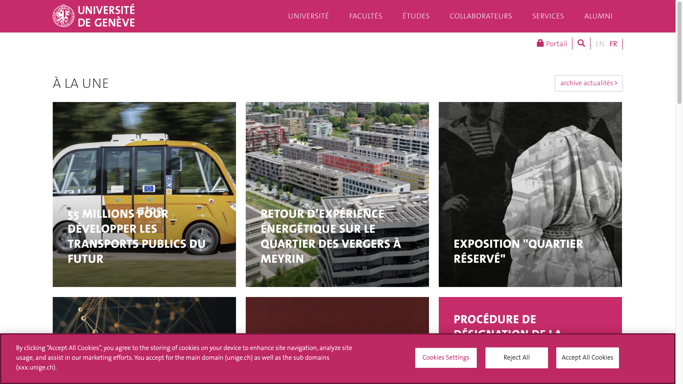 UNIVERSITÉ
DE GENÈVE
UNIVERSITÉ FACULTÉS ÉTUDES COLLABORATEURS SERVICES ALUMNI
Portail EN FR
À LA UNE
archive actualités
55 MILLIONS POUR
DÉVELOPPER LES
TRANSPORTS PUBLICS DU
FUTUR
RETOUR D'EXPÉRIENCE
ÉNERGÉTIQUE SUR LE
QUARTIER DES VERGERS À
MEYRIN
EXPOSITION "QUARTIER
RÉSERVÉ"
PROCÉDURE DE
DÉSIGNATION DE LA
By clicking "Accept All Cookies", you agree to the storing of cookies on your device to enhance site navigation, analyze site
usage, and assist in our marketing efforts. You accept for the main domain (unige.ch) as well as the sub domains
(xxx.unige.ch).
Cookies Settings
Reject All
Accept All Cookies